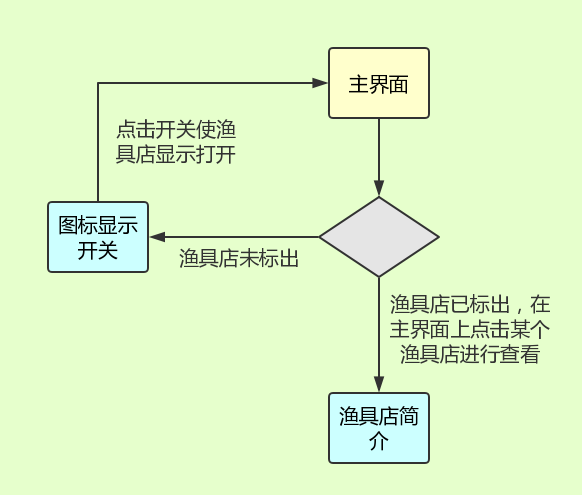 主界面
点击开关使渔
具店显示打开
图标显示
开关
渔具店未标出
渔具店已标出，在
主界面上点击某个
渔具店进行查看
渔具店简
介